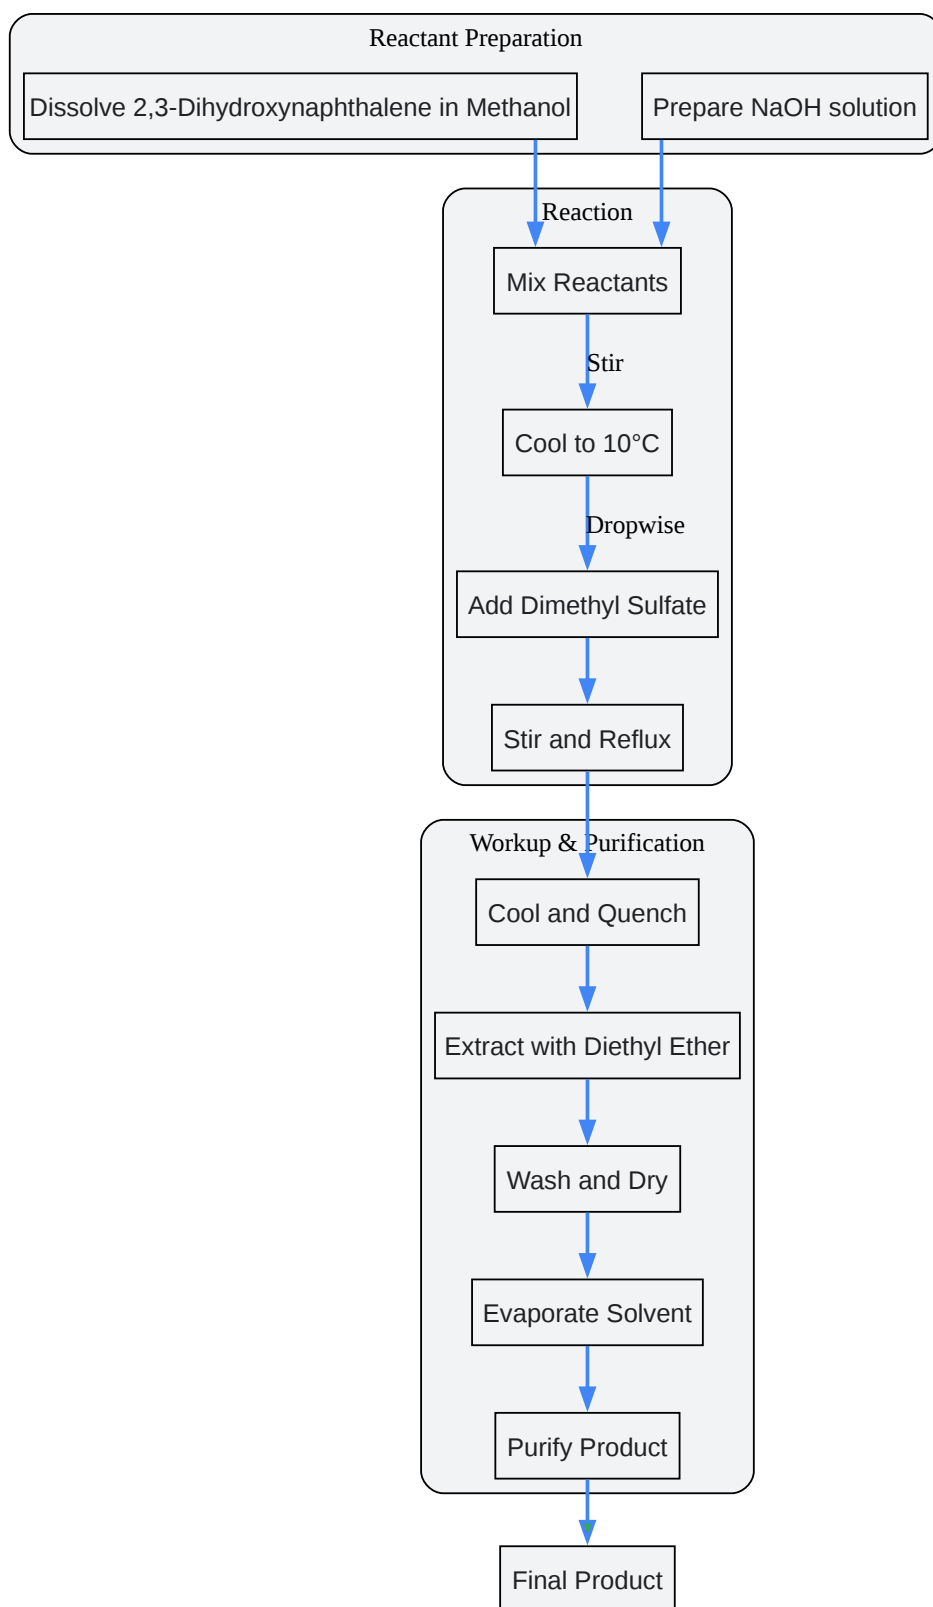 Reactant Preparation
Dissolve 2,3-Dihydroxynaphthalene in Methanol
Prepare NaOH solution
Reaction
Mix Reactants
Stir
Cool to 10°C
Dropwise
Add Dimethyl Sulfate
Stir and Reflux
Workup & Purification
Cool and Quench
Extract with Diethyl Ether
Wash and Dry
Evaporate Solvent
Purify Product
Final Product